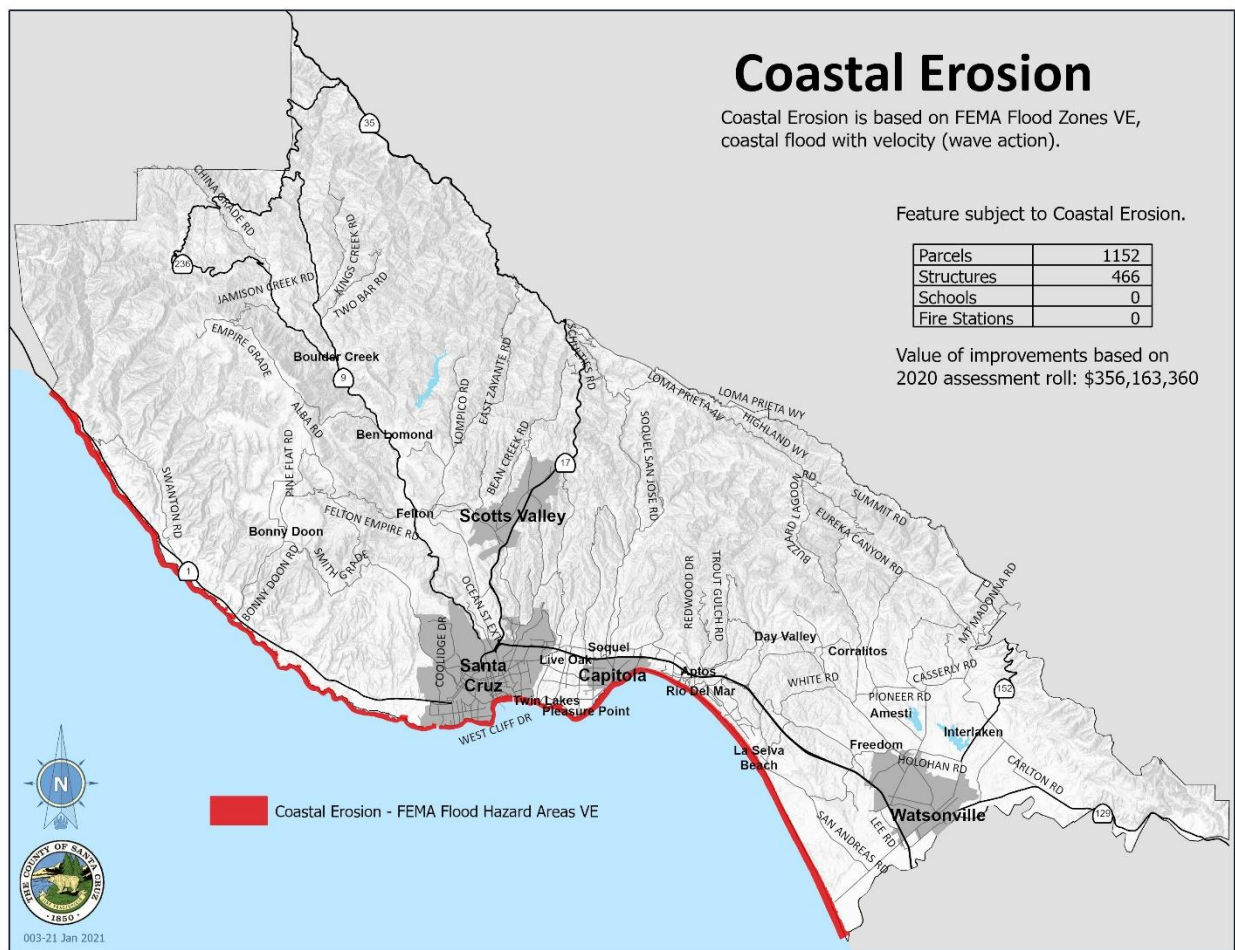 Coastal Erosion
Coastal Erosion is based on FEMA Flood Zones VE,
coastal flood with velocity (wave action).
Feature subject to Coastal Erosion.
Parcels 1152
Structures 466
Schools 0
Fire Stations 0
Value of improvements based on
2020 assessment roll: $356,163,360
35
CHINA GRADE RD
236
KINGS CREEK RD
TWO BAR RD
JAMISON CREEK RD
EMPIRE GRADE
Boulder Creek
9
SCHULTIES RD
LOMPICO RD
EAST ZAYANTE RD
ALBA RD
Ben Lomond
BEAN CREEK RD
LOMA PRIETA AV
LOMA PRIETA WY
HIGHLAND WY
RD
SUMMIT RD
SOQUEL SAN JOSE RD
17
PINE FLAT RD
SWANTON RD
Felton
Scotts Valley
FELTON EMPIRE RD
Bonny Doon
SMITH GRADE
BONNY DOON RD
1
BUZZARD LAGOON
EUREKA CANYON RD
MT MADONNA RD
OCEAN ST EXT
REDWOOD DR
TROUT GULCH RD
COOLIDGE DR
Day Valley
Corralitos
Soquel
Live Oak
Santa
Cruz
Capitola
Aptos
Rio Del Mar
CASSERLY RD
WHITE RD
152
PIONEER RD
Twin Lakes
Pleasure Point
WEST CLIFF DR
Amesti
Interlaken
Freedom
La Selva
Beach
HOLOHAN RD
CARLTON RD
Watsonville
129
LEE RD
SAN ANDREAS RD
N
Coastal Erosion - FEMA Flood Hazard Areas VE
THE COUNTY OF SANTA CRUZ
1850
003-21 Jan 2021